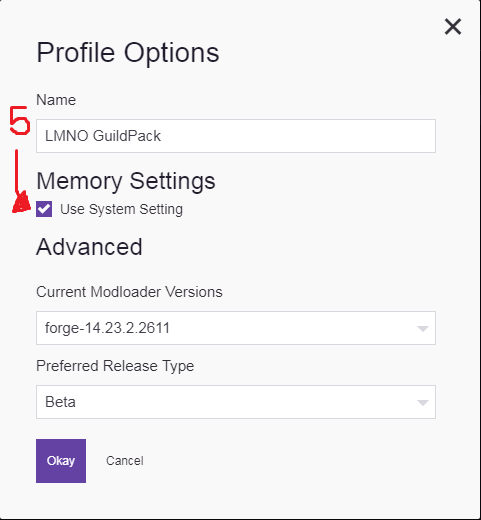 Profile Options
Name
5
LMNO GuildPack
Memory Settings
Use System Setting
Advanced
Current Modloader Versions
forge-14.23.2.2611
Preferred Release Type
Beta
Okay Cancel